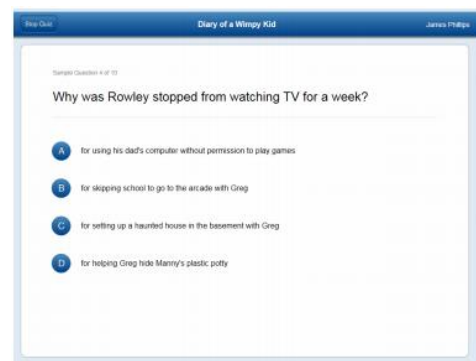 Stop Quiz
Diary of a Wimpy Kid
James Phillips
Sample Question 4 of 10
Why was Rowley stopped from watching TV for a week?
A for using his dad's computer without permission to play games
B for skipping school to go to the arcade with Greg
C for setting up a haunted house in the basement with Greg
D for helping Greg hide Manny's plastic potty